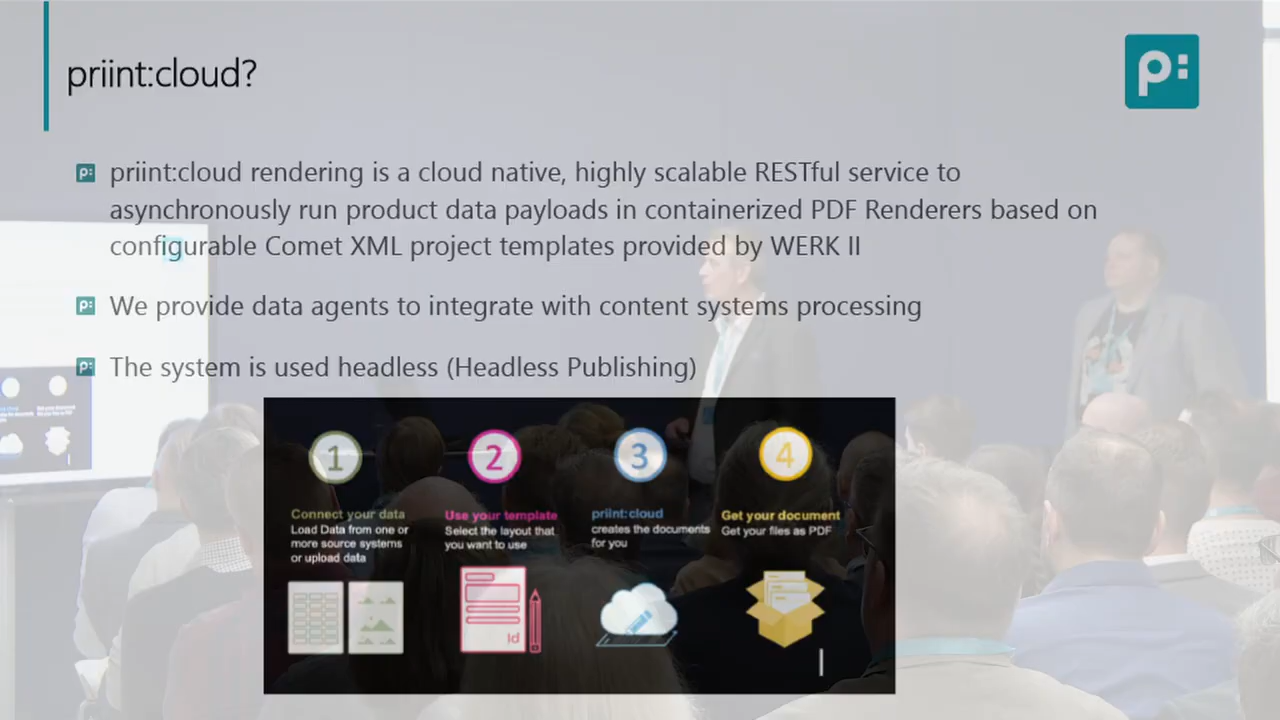 priint:cloud?
p:
priint:cloud rendering is a cloud native, highly scalable RESTful service to
asynchronously run product data payloads in containerized PDF Renderers based on
configurable Comet XML project templates provided by WERK II
We provide data agents to integrate with content systems processing
The system is used headless (Headless Publishing)
1
2
3
4
Connect your data
Load Data from one or
more source systems
or upload data
Use your template
Select the layout that
you want to use
priint:cloud
creates the documents
for you
Get your document
Get your files as PDF
Id